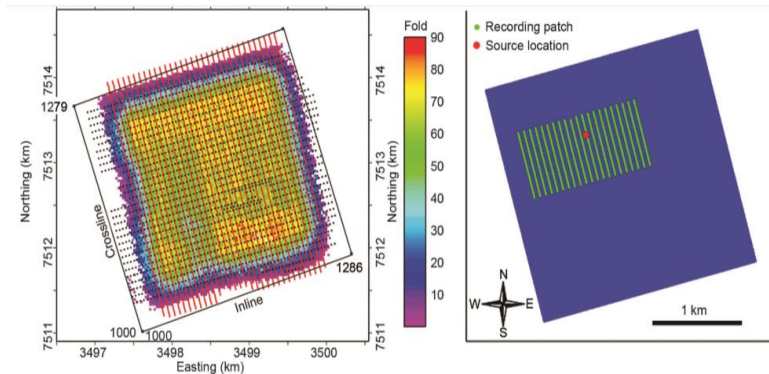 Fold
90
80
70
60
50
40
30
20
10
7514
7513
7512
7511
Northing (km)
1279
Crossline
1000
1000
Inline
1286
3497
3498
3499
3500
Easting (km)
7514
7513
7512
7511
Northing (km)
Recording patch
Source location
N
W
E
S
1 km